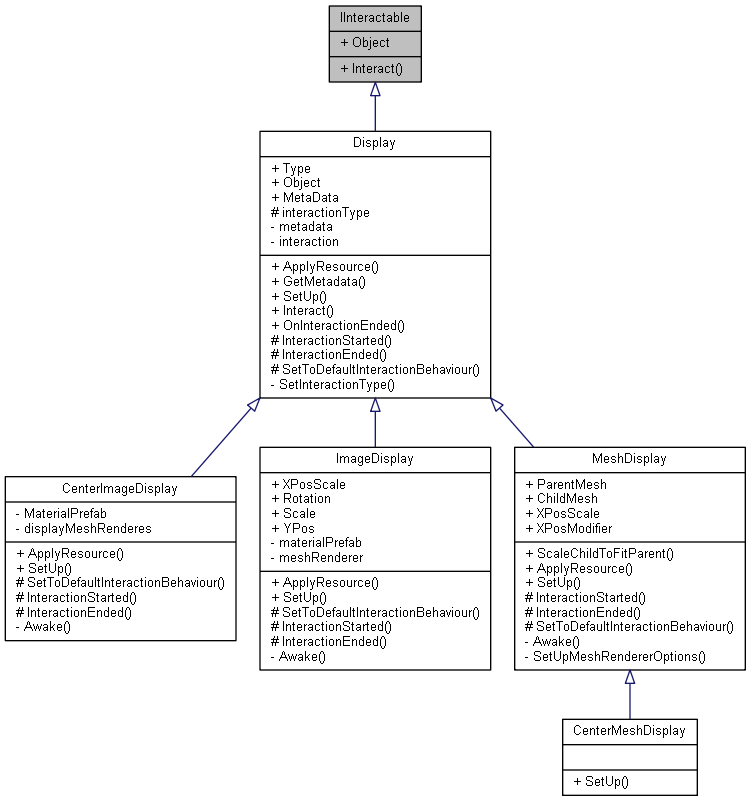 IInteractable
+ Object
+ Interact()
Display
+ Type
+ Object
+ MetaData
# interactionType
- metadata
- interaction
+ ApplyResource()
+ GetMetadata()
+ SetUp()
+ Interact()
+ OnInteractionEnded()
# InteractionStarted()
# InteractionEnded()
# SetToDefaultInteractionBehaviour()
- SetInteractionType()
CenterImageDisplay
- MaterialPrefab
- displayMeshRenderes
+ ApplyResource()
+ SetUp()
# SetToDefaultInteractionBehaviour()
# InteractionStarted()
# InteractionEnded()
- Awake()
ImageDisplay
+ XPosScale
+ Rotation
+ Scale
+ YPos
- materialPrefab
- meshRenderer
+ ApplyResource()
+ SetUp()
# SetToDefaultInteractionBehaviour()
# InteractionStarted()
# InteractionEnded()
- Awake()
MeshDisplay
+ ParentMesh
+ ChildMesh
+ XPosScale
+ XPosModifier
+ ScaleChildToFitParent()
+ ApplyResource()
+ SetUp()
# InteractionStarted()
# InteractionEnded()
# SetToDefaultInteractionBehaviour()
- Awake()
- SetUpMeshRendererOptions()
CenterMeshDisplay
+ SetUp()